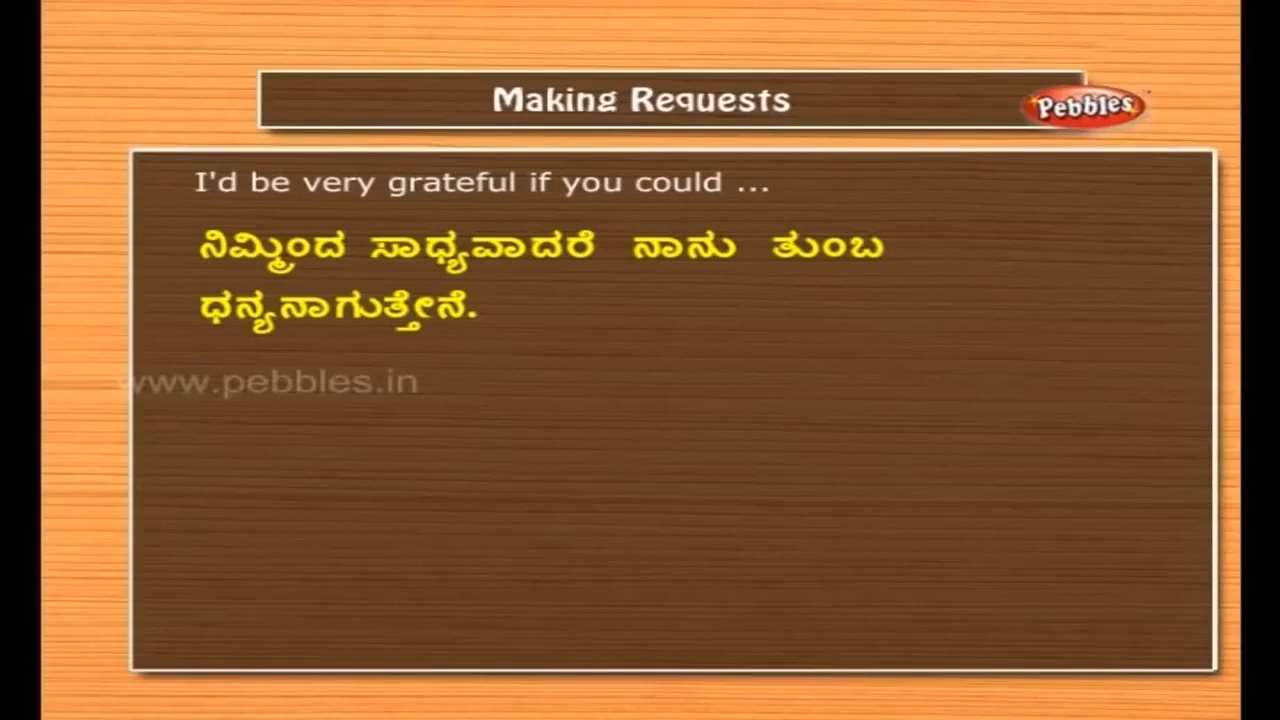 Making Requests
Pebbles
I'd be very grateful if you could ...
ನಿಮ್ಮಿಂದ ಸಾಧ್ಯವಾದರೆ ನಾನು ತುಂಬ
ಧನ್ಯನಾಗುತ್ತೇನೆ.
www.pebbles.in